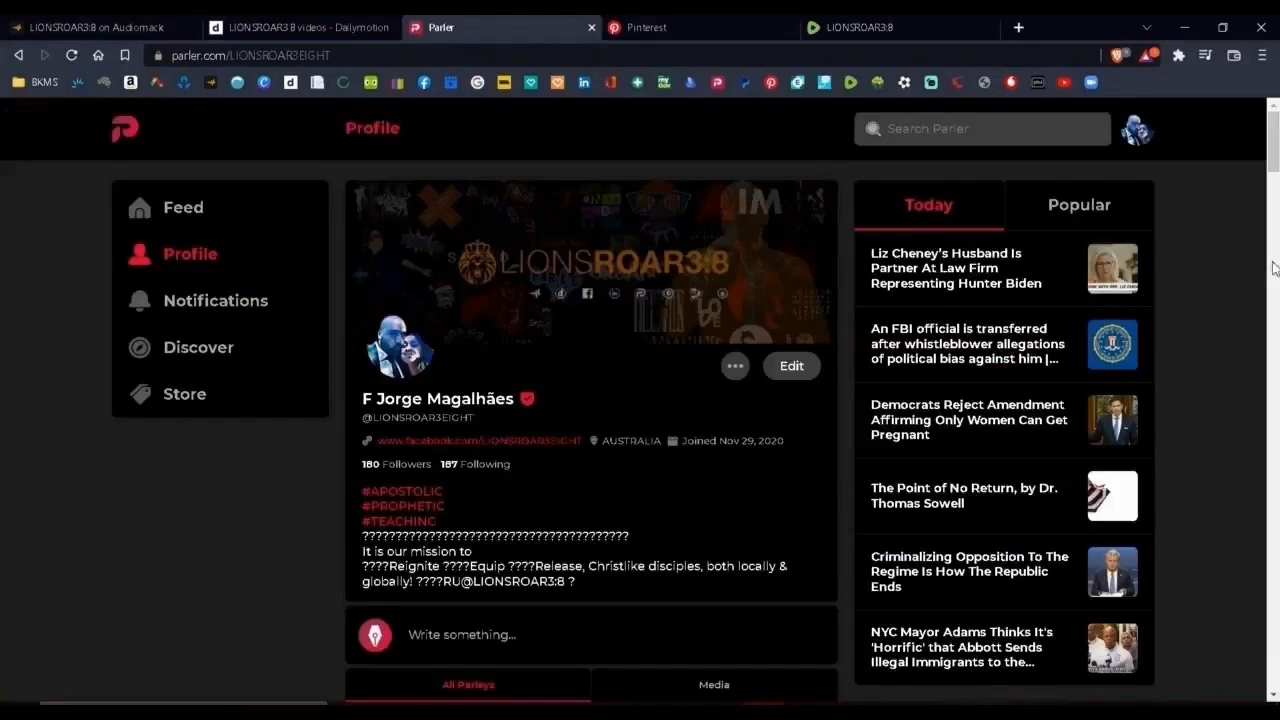 LIONSROAR3:8 on Audiomack
LIONSROAR3:8 videos - Dailymotion
Parler
Pinterest
LIONSROAR3:8
parler.com/LIONSROAR3EIGHT
BKMS
Profile
Search Parler
Feed
Profile
Notifications
Discover
Store
LIONSROAR3:8
Edit
F Jorge Magalhães
@LIONSROAR3EIGHT
www.facebook.com/LIONSROAR3EIGHT AUSTRALIA Joined Nov 29, 2020
180 Followers 187 Following
#APOSTOLIC
#PROPHETIC
#TEACHING
????????????????????????????????????????
It is our mission to
????Reignite ????Equip ????Release, Christlike disciples, both locally &
globally! ????RU@LIONSROAR3:8 ?
Write something...
All Parleys
Media
Today
Popular
Liz Cheney's Husband Is
Partner At Law Firm
Representing Hunter Biden
An FBI official is transferred
after whistleblower allegations
of political bias against him |...
Democrats Reject Amendment
Affirming Only Women Can Get
Pregnant
The Point of No Return, by Dr.
Thomas Sowell
Criminalizing Opposition To The
Regime Is How The Republic
Ends
NYC Mayor Adams Thinks It's
'Horrific' that Abbott Sends
Illegal Immigrants to the...